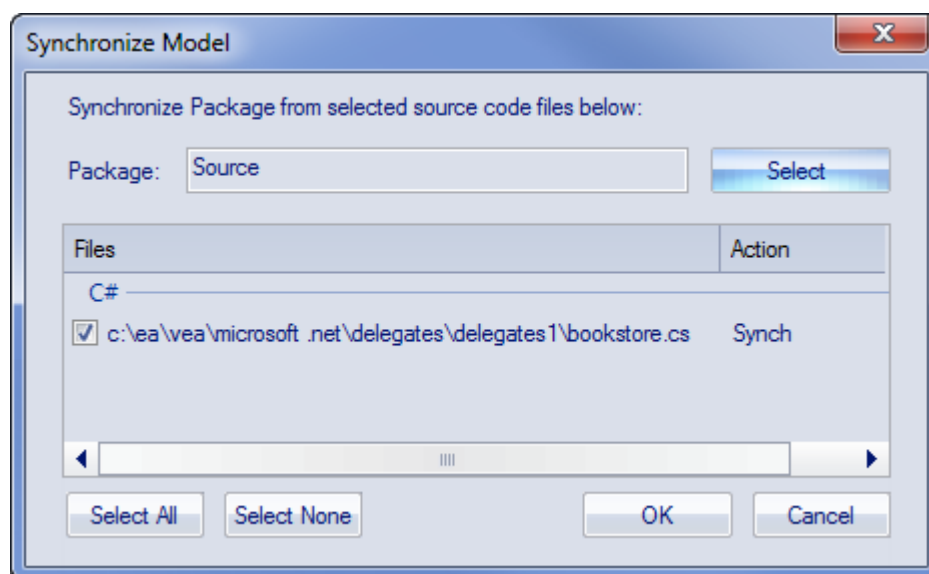 Synchronize Model
Synchronize Package from selected source code files below:
Package: Source Select
Files Action
C#
c:\ea\vea\microsoft .net\delegates\delegates1\bookstore.cs Synch
Select All Select None OK Cancel